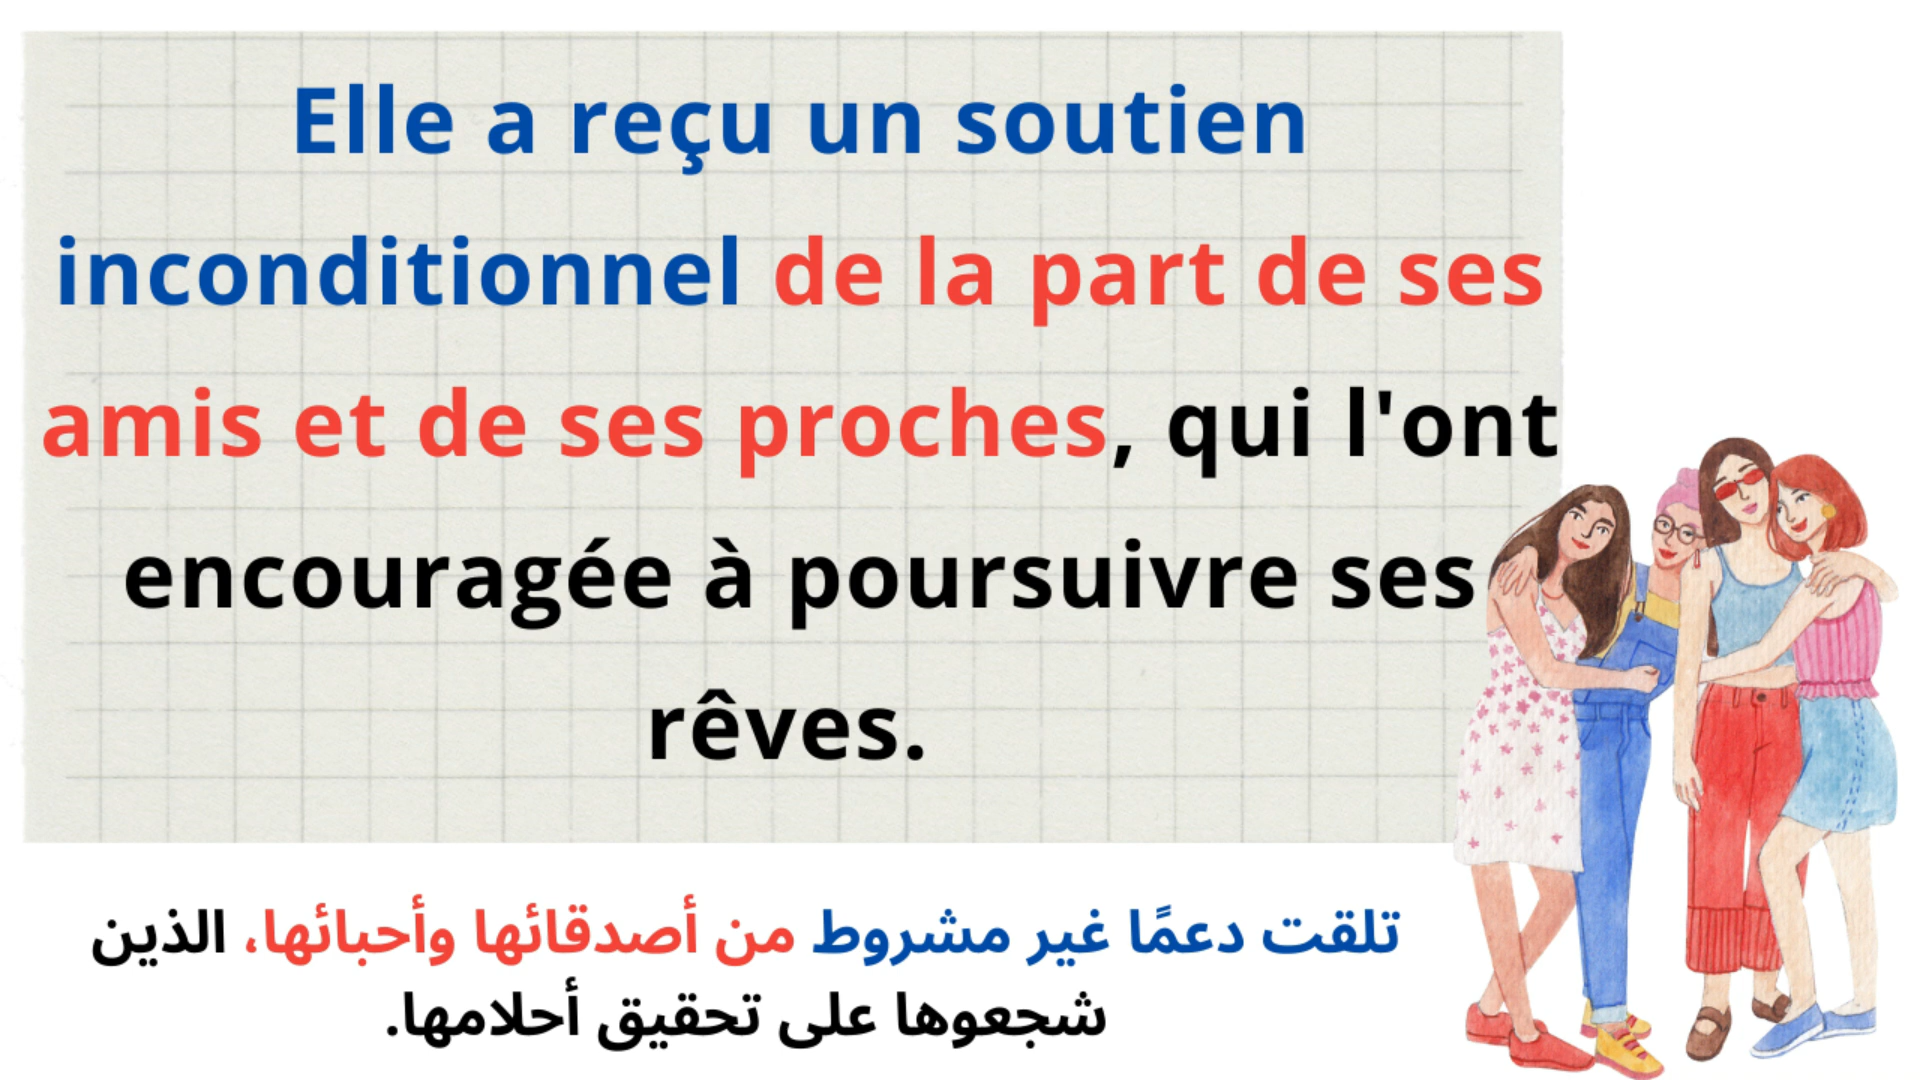 Elle a reçu un soutien
inconditionnel de la part de ses
amis et de ses proches, qui l'ont
encouragée à poursuivre ses
rêves.
تلقت دعمًا غير مشروط من أصدقائها وأحبائها، الذين
شجعوها على تحقيق أحلامها.